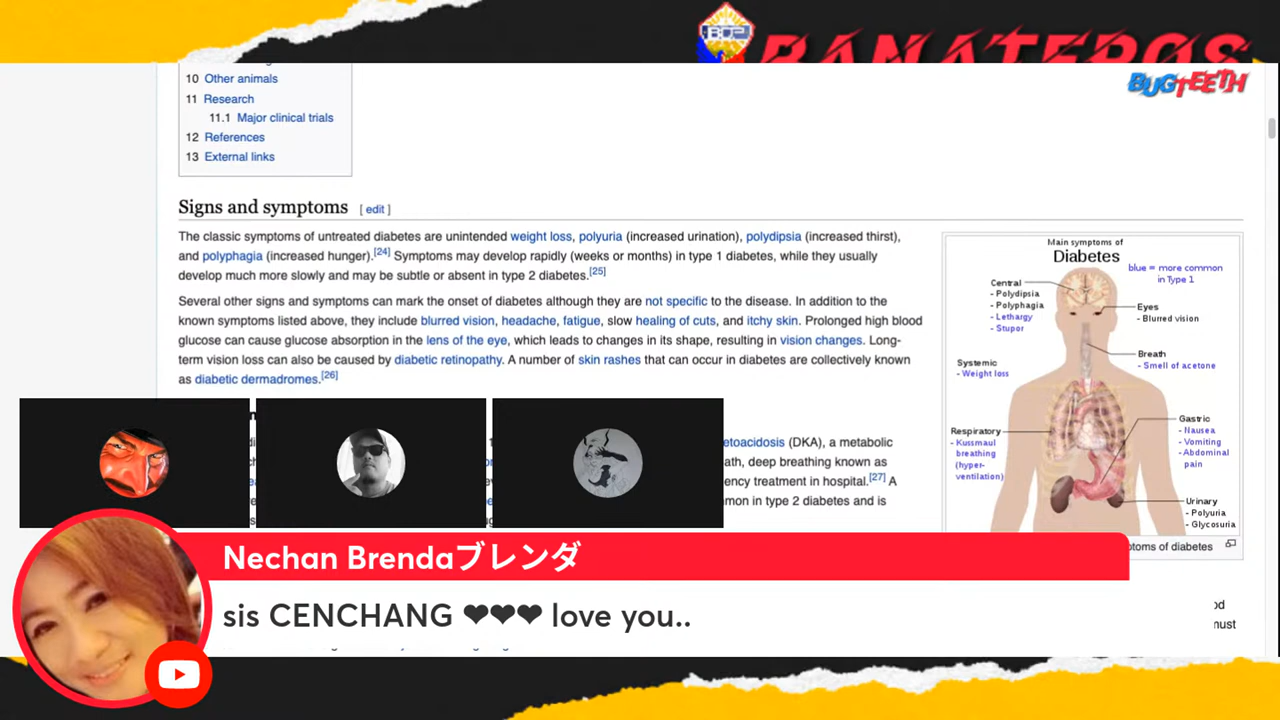 BANATEROS
BUGTEETH
10 Other animals
11 Research
11.1 Major clinical trials
12 References
13 External links
Signs and symptoms [ edit ]
The classic symptoms of untreated diabetes are unintended weight loss, polyuria (increased urination), polydipsia (increased thirst),
and polyphagia (increased hunger).[24] Symptoms may develop rapidly (weeks or months) in type 1 diabetes, while they usually
develop much more slowly and may be subtle or absent in type 2 diabetes.[25]
Several other signs and symptoms can mark the onset of diabetes although they are not specific to the disease. In addition to the
known symptoms listed above, they include blurred vision, headache, fatigue, slow healing of cuts, and itchy skin. Prolonged high blood
glucose can cause glucose absorption in the lens of the eye, which leads to changes in its shape, resulting in vision changes. Long-
term vision loss can also be caused by diabetic retinopathy. A number of skin rashes that can occur in diabetes are collectively known
as diabetic dermadromes.[26]
etoacidosis (DKA), a metabolic
ath, deep breathing known as
ency treatment in hospital.[27] A
mon in type 2 diabetes and is
Main symptoms of
Diabetes
blue = more common
in Type 1
Central
- Polydipsia
- Polyphagia
- Lethargy
- Stupor
Eyes
- Blurred vision
Breath
- Smell of acetone
Systemic
- Weight loss
Respiratory
- Kussmaul
breathing
(hyper-
ventilation)
Gastric
- Nausea
- Vomiting
- Abdominal
pain
Urinary
- Polyuria
- Glycosuria
toms of diabetes
od
must
Nechan Brendaブレンダ
sis CENCHANG ❤❤❤ love you..